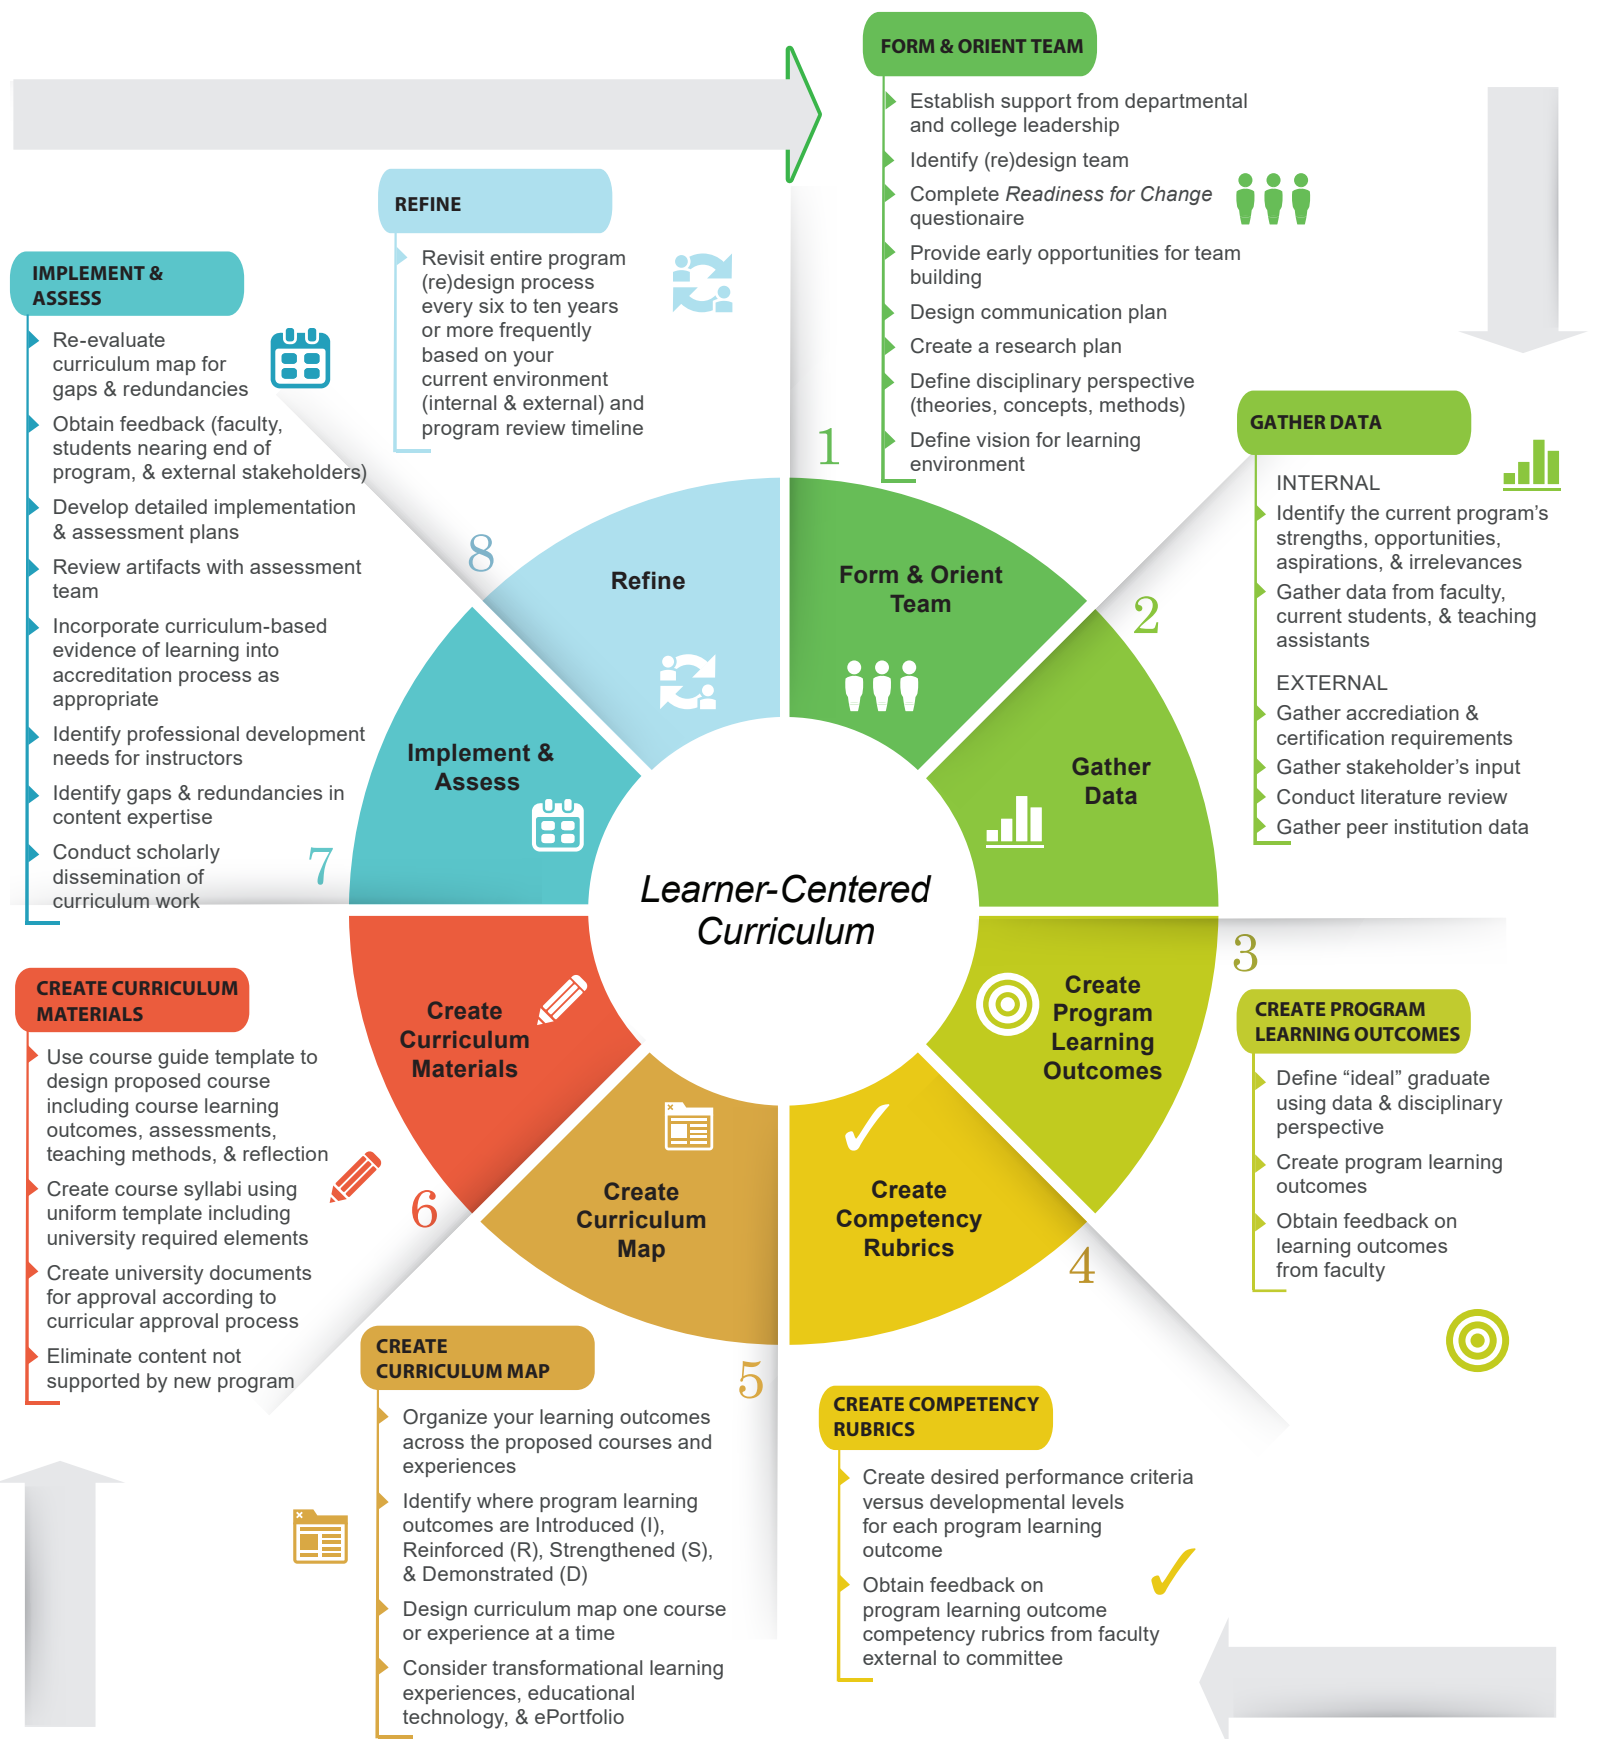 FORM & ORIENT TEAM
Establish support from departmental
and college leadership
Identify (re)design team
Complete Readiness for Change
questionaire
Provide early opportunities for team
building
Design communication plan
Create a research plan
Define disciplinary perspective
(theories, concepts, methods)
Define vision for learning
environment
1
GATHER DATA
INTERNAL
Identify the current program’s
strengths, opportunities,
aspirations, & irrelevances
Gather data from faculty,
current students, & teaching
assistants
EXTERNAL
Gather accrediation &
certification requirements
Gather stakeholder’s input
Conduct literature review
Gather peer institution data
2
3
CREATE PROGRAM
LEARNING OUTCOMES
Define “ideal” graduate
using data & disciplinary
perspective
Create program learning
outcomes
Obtain feedback on
learning outcomes
from faculty
4
CREATE COMPETENCY
RUBRICS
Create desired performance criteria
versus developmental levels
for each program learning
outcome
Obtain feedback on
program learning outcome
competency rubrics from faculty
external to committee
5
CREATE
CURRICULUM MAP
Organize your learning outcomes
across the proposed courses and
experiences
Identify where program learning
outcomes are Introduced (I),
Reinforced (R), Strengthened (S),
& Demonstrated (D)
Design curriculum map one course
or experience at a time
Consider transformational learning
experiences, educational
technology, & ePortfolio
6
CREATE CURRICULUM
MATERIALS
Use course guide template to
design proposed course
including course learning
outcomes, assessments,
teaching methods, & reflection
Create course syllabi using
uniform template including
university required elements
Create university documents
for approval according to
curricular approval process
Eliminate content not
supported by new program
7
IMPLEMENT &
ASSESS
Re-evaluate
curriculum map for
gaps & redundancies
Obtain feedback (faculty,
students nearing end of
program, & external stakeholders)
Develop detailed implementation
& assessment plans
Review artifacts with assessment
team
Incorporate curriculum-based
evidence of learning into
accreditation process as
appropriate
Identify professional development
needs for instructors
Identify gaps & redundancies in
content expertise
Conduct scholarly
dissemination of
curriculum work
8
REFINE
Revisit entire program
(re)design process
every six to ten years
or more frequently
based on your
current environment
(internal & external) and
program review timeline
Form & Orient
Team
Gather
Data
Create
Program
Learning
Outcomes
Create
Competency
Rubrics
Create
Curriculum
Map
Create
Curriculum
Materials
Implement &
Assess
Refine
Learner-Centered
Curriculum